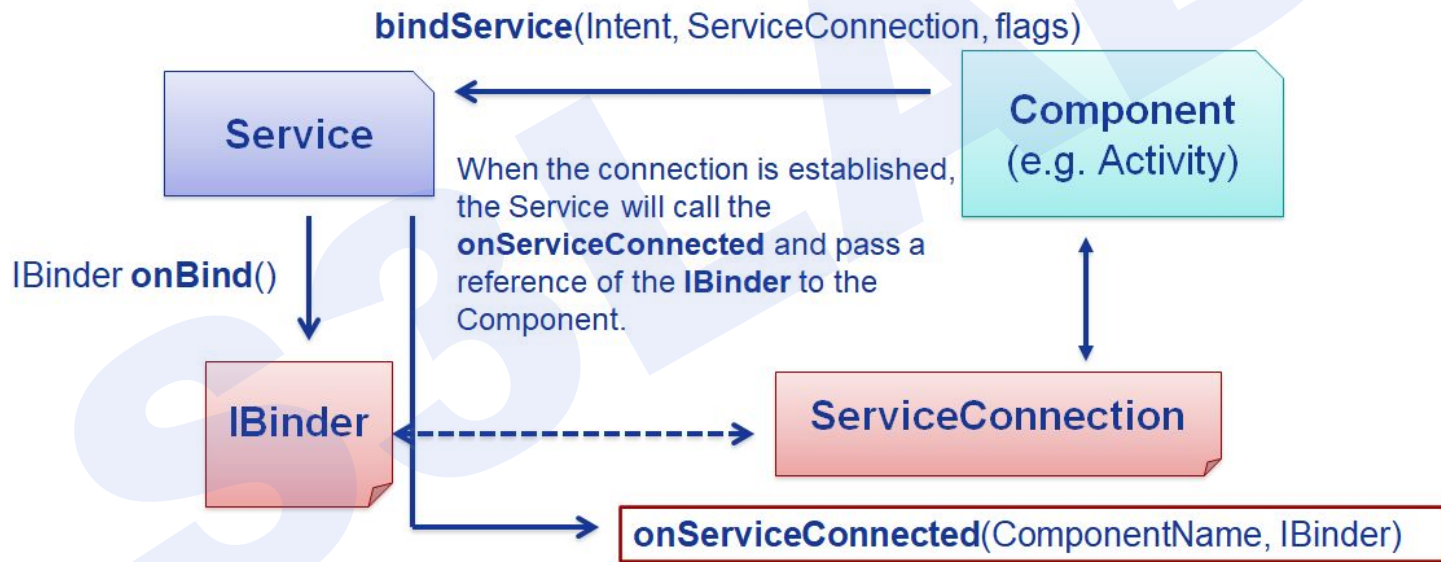 bindService(Intent, ServiceConnection, flags)
Service
Component
(e.g. Activity)
When the connection is established,
the Service will call the
onServiceConnected and pass a
reference of the IBinder to the
Component.
IBinder onBind()
IBinder
ServiceConnection
onServiceConnected(ComponentName, IBinder)
S3LAB